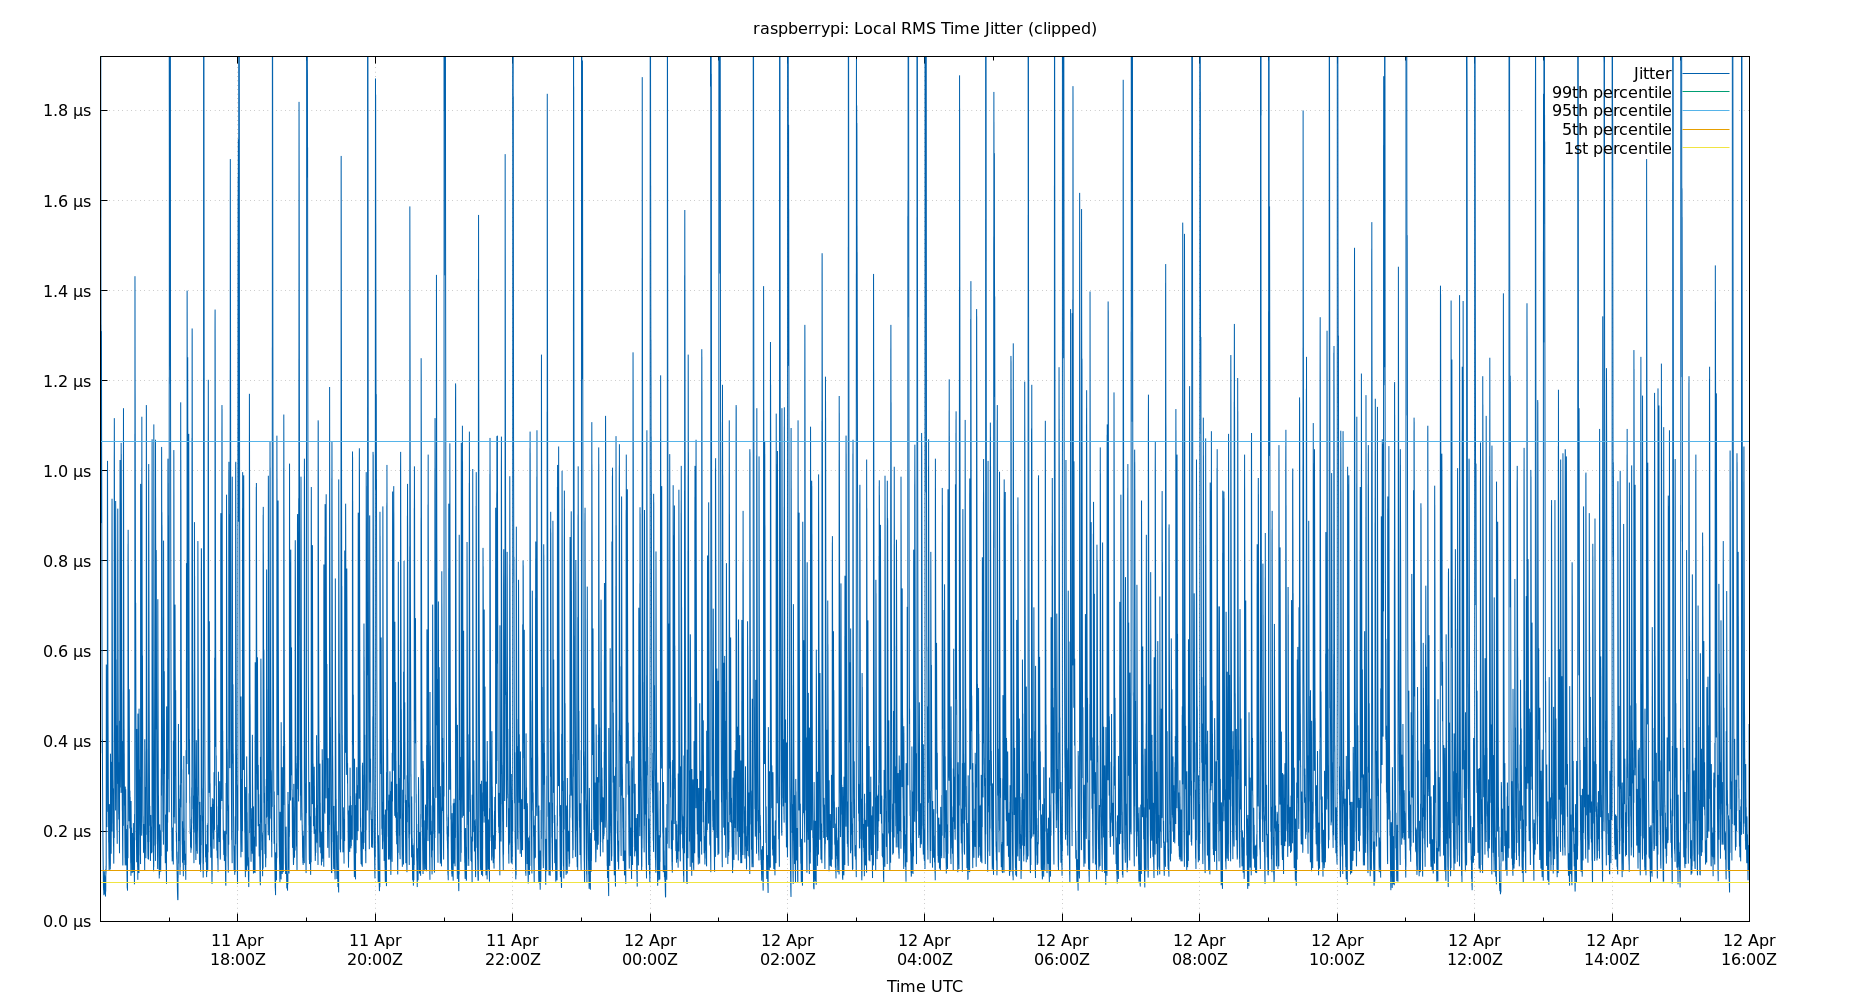 raspberrypi: Local RMS Time Jitter (clipped)
Jitter
99th percentile
95th percentile
5th percentile
1st percentile
1.8 μs
1.6 μs
1.4 μs
1.2 μs
1.0 μs
0.8 μs
0.6 μs
0.4 μs
0.2 μs
0.0 μs
11 Apr 11 Apr 11 Apr 12 Apr 12 Apr 12 Apr 12 Apr 12 Apr 12 Apr 12 Apr 12 Apr 12 Apr
18:00Z 20:00Z 22:00Z 00:00Z 02:00Z 04:00Z 06:00Z 08:00Z 10:00Z 12:00Z 14:00Z 16:00Z
Time UTC